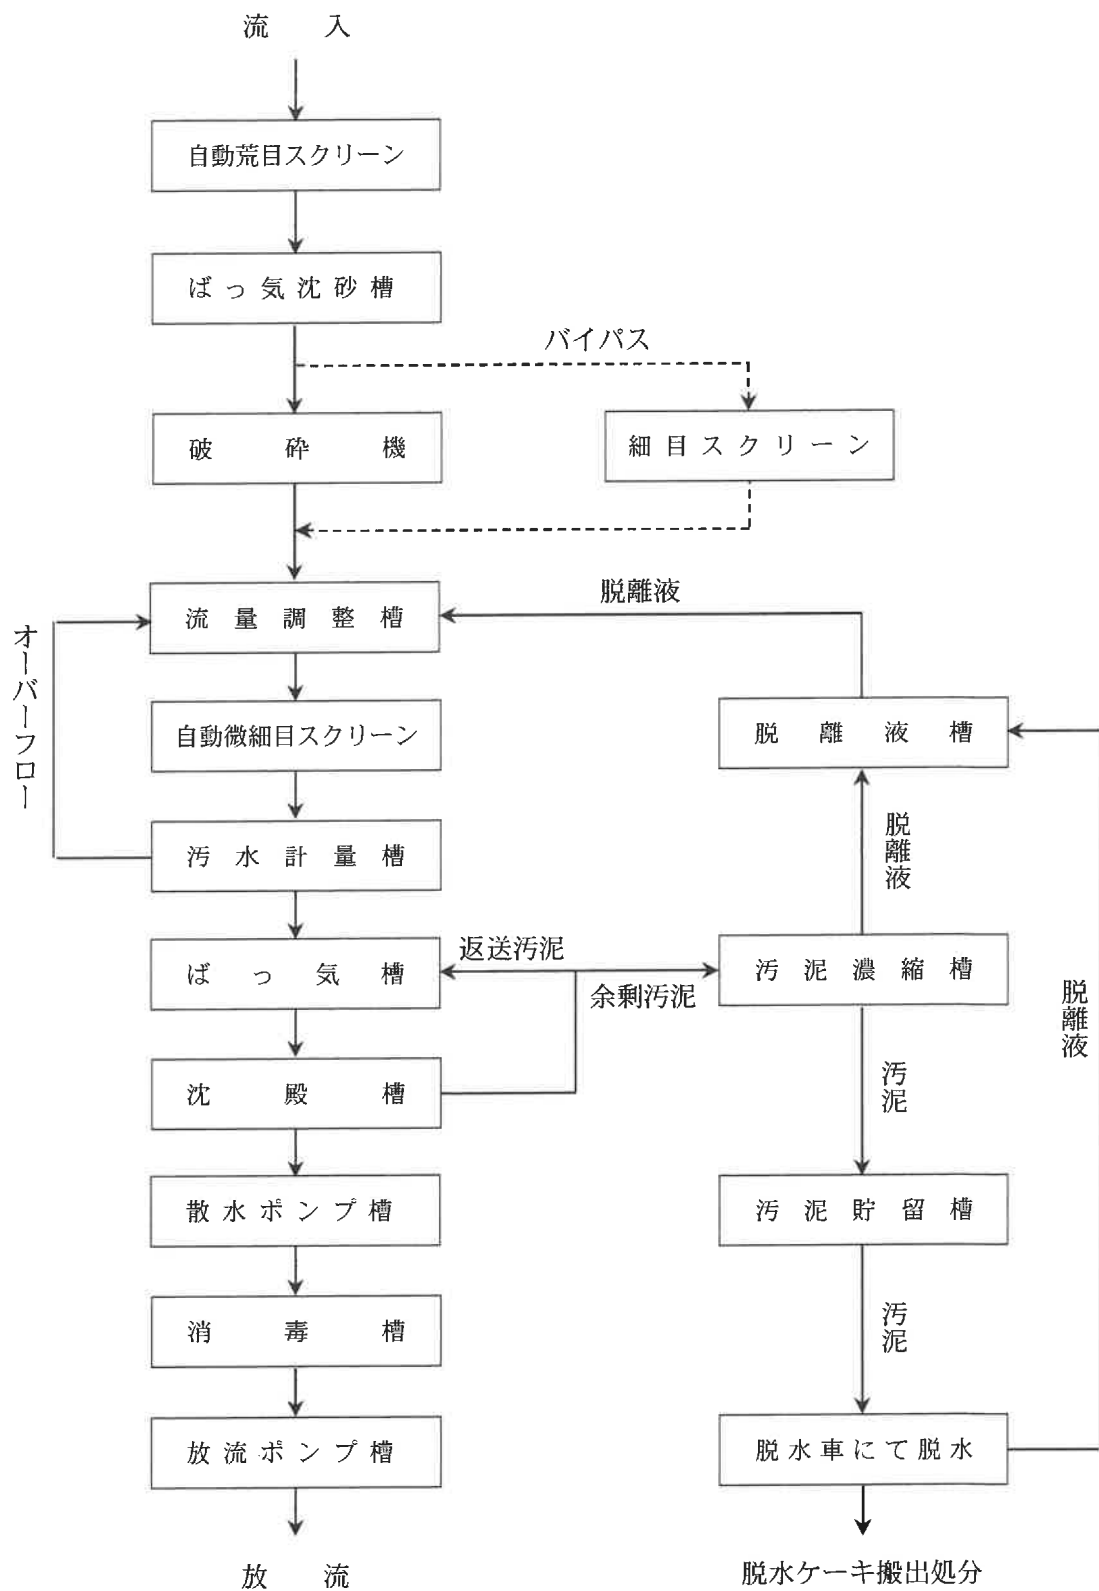 流入
自動荒目スクリーン
ばっ気沈砂槽
バイパス
破砕機
細目スクリーン
流量調整槽
脱離液
オーバーフロー
自動微細目スクリーン
脱離液槽
汚水計量槽
脱離液
ばっ気槽
返送汚泥
余剰汚泥
汚泥濃縮槽
脱離液
沈殿槽
汚泥
散水ポンプ槽
汚泥貯留槽
消毒槽
汚泥
放流ポンプ槽
脱水車にて脱水
放流
脱水ケーキ搬出処分